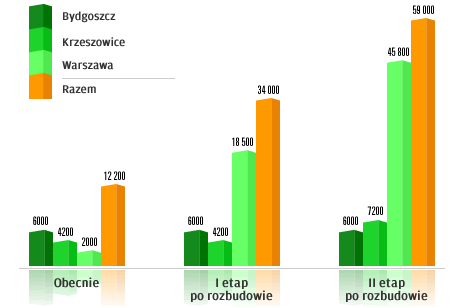 Bydgoszcz
Krzeszowice
Warszawa
Razem
6000
4200
2000
12 200
6000
4200
18 500
34 000
6000
7200
45 800
59 000
Obecnie
I etap
po rozbudowie
II etap
po rozbudowie